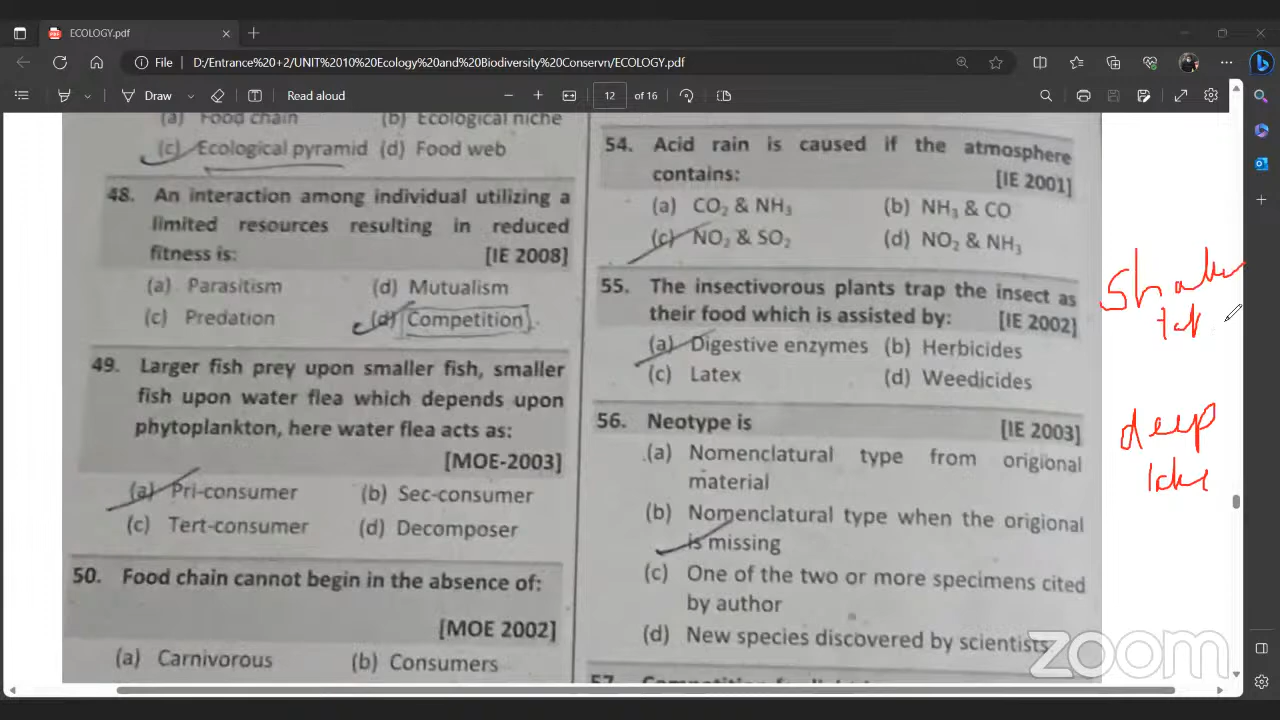 ECOLOGY.pdf
File
D:/Entrance%20+2/UNIT%2010%20Ecology%20and%20Biodiversity%20Conservn/ECOLOGY.pdf
Draw
Read aloud
12
of 16
(a) Food chain (b) Ecological niche
(c) Ecological pyramid (d) Food web
48. An interaction among individual utilizing a
limited resources resulting in reduced
fitness is: [IE 2008]
(a) Parasitism (d) Mutualism
(c) Predation (d) Competition
49. Larger fish prey upon smaller fish, smaller
fish upon water flea which depends upon
phytoplankton, here water flea acts as:
[MOE-2003]
(a) Pri-consumer (b) Sec-consumer
(c) Tert-consumer (d) Decomposer
50. Food chain cannot begin in the absence of:
[MOE 2002]
(a) Carnivorous (b) Consumers
54. Acid rain is caused if the atmosphere
contains: [IE 2001]
(a) CO₂ & NH₃ (b) NH₃ & CO
(c) NO₂ & SO₂ (d) NO₂ & NH₃
55. The insectivorous plants trap the insect as
their food which is assisted by: [IE 2002]
(a) Digestive enzymes (b) Herbicides
(c) Latex (d) Weedicides
56. Neotype is [IE 2003]
(a) Nomenclatural type from origional
material
(b) Nomenclatural type when the origional
is missing
(c) One of the two or more specimens cited
by author
(d) New species discovered by scientists
57.
deep
zoom